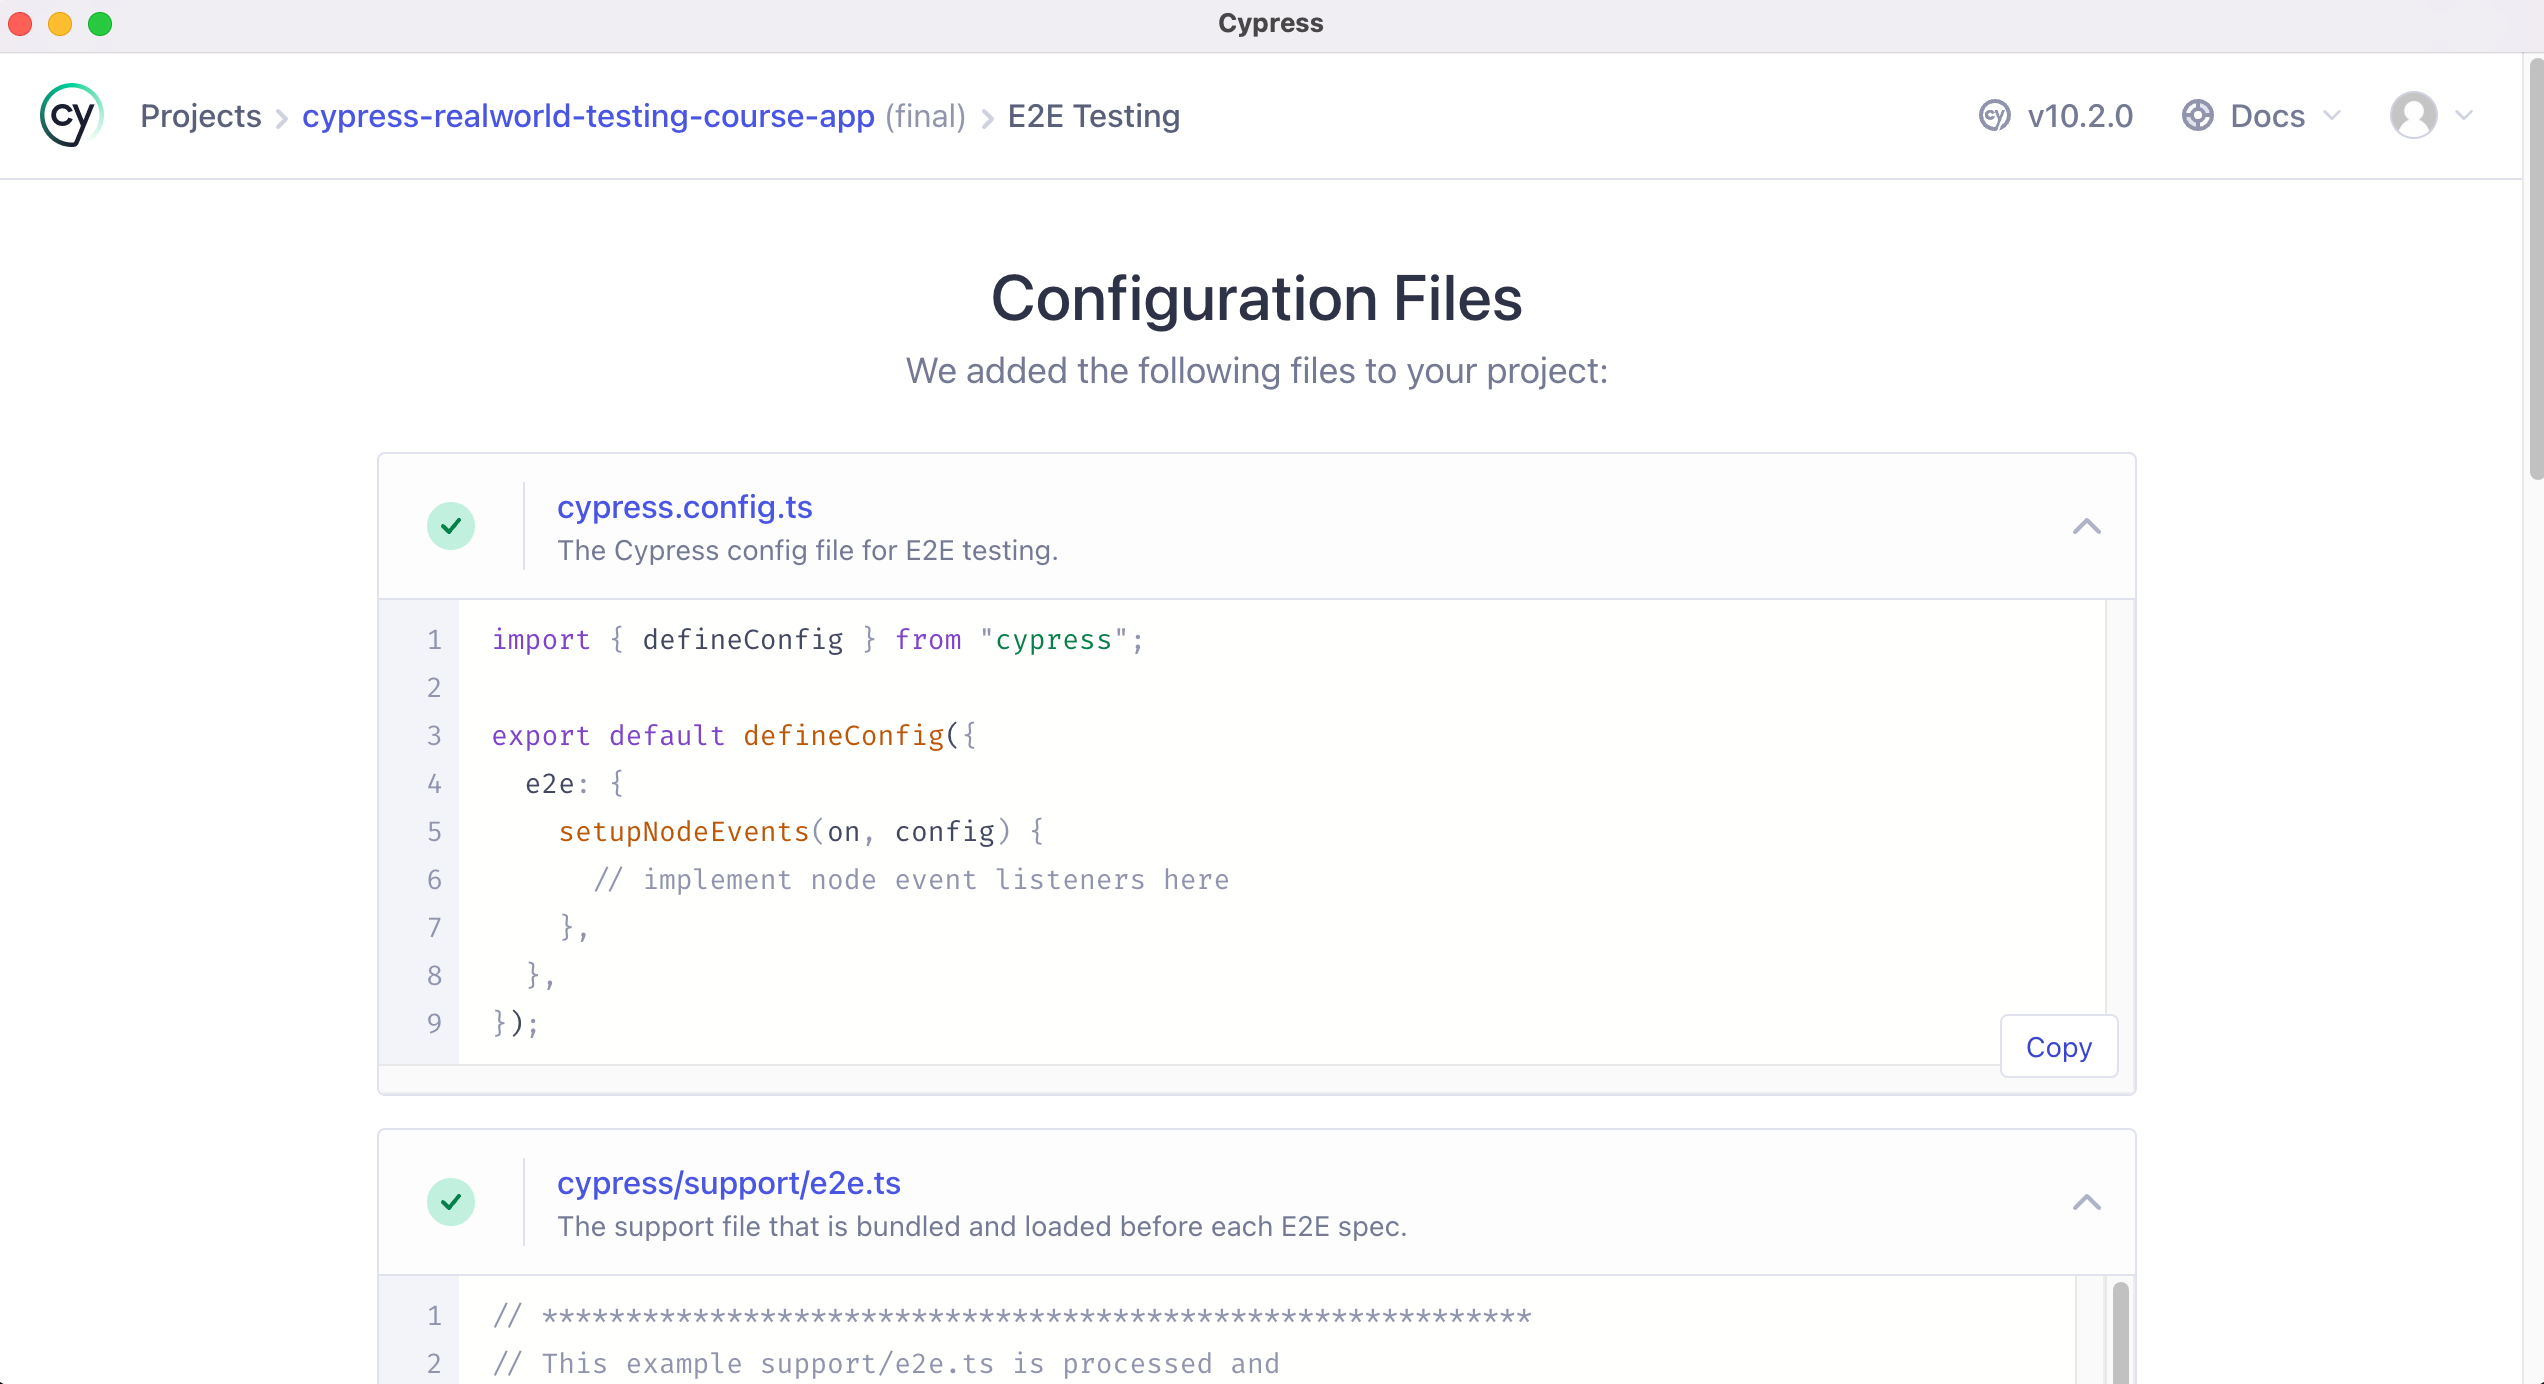 Cypress
cy Projects cypress-realworld-testing-course-app (final) E2E Testing cy v10.2.0 Docs
Configuration Files
We added the following files to your project:
cypress.config.ts
The Cypress config file for E2E testing.
1 import { defineConfig } from "cypress";
2
3 export default defineConfig({
4 e2e: {
5 setupNodeEvents(on, config) {
6 // implement node event listeners here
7 },
8 },
9 });
Copy
cypress/support/e2e.ts
The support file that is bundled and loaded before each E2E spec.
1 // ***********************************************************
2 // This example support/e2e.ts is processed and